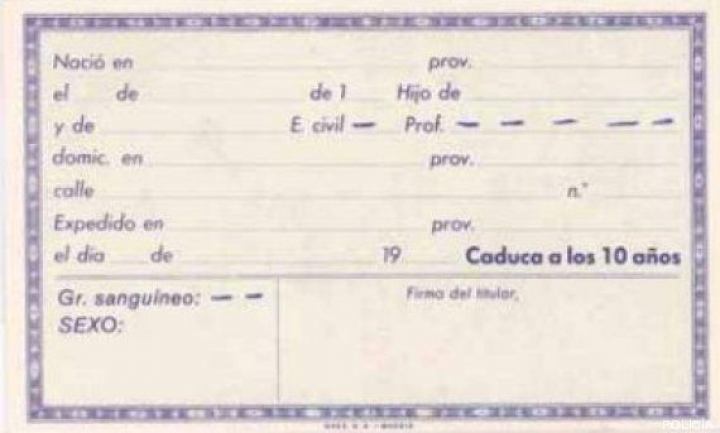 Nació en prov.
el de de 1 Hijo de
y de E. civil — Prof. — — — — —
domic. en prov.
calle n.º
Expedido en prov.
el día de 19 Caduca a los 10 años
Gr. sanguíneo: — —
SEXO:
Firma del titular,
POLICÍA